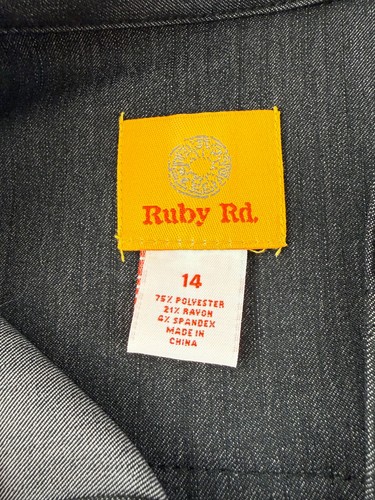 Ruby Rd.
14
75% POLYESTER
21% RAYON
4% SPANDEX
MADE IN
CHINA